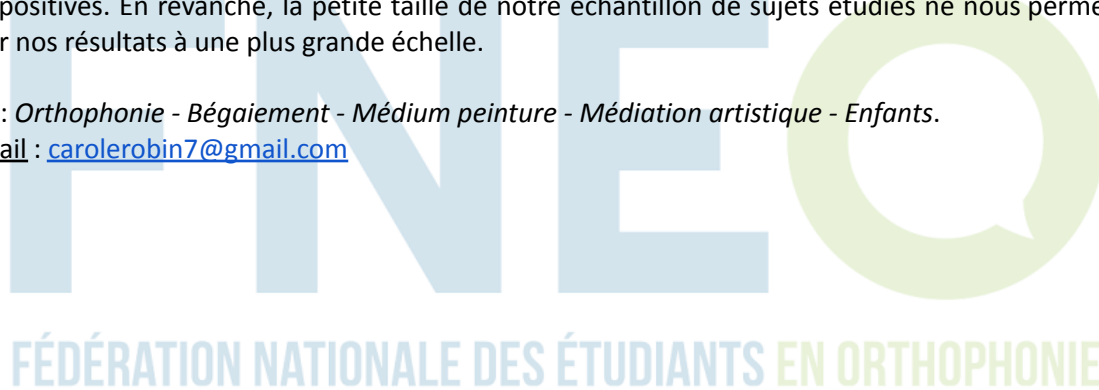 positives. En revanche, la petite taille de notre échantillon de sujets étudiés ne nous perme
r nos résultats à une plus grande échelle.
: Orthophonie - Bégaiement - Médium peinture - Médiation artistique - Enfants.
ail : carolerobin7@gmail.com
FNEO
FÉDÉRATION NATIONALE DES ÉTUDIANTS EN ORTHOPHONIE